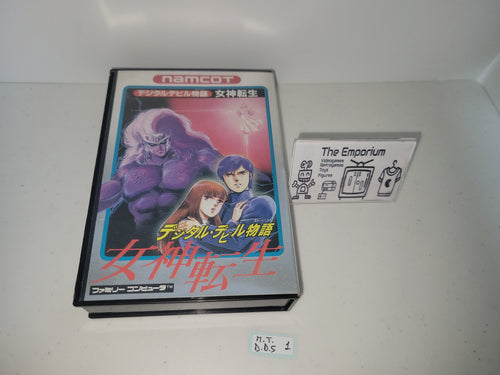 namcot
デジタルデビル物語 女神転生
デジタル・デビル物語
女神転生
ファミリー コンピュータ™
The Emporium
Videogames
Retrogames
Toys
Figures
M.T.
D.D.S 1